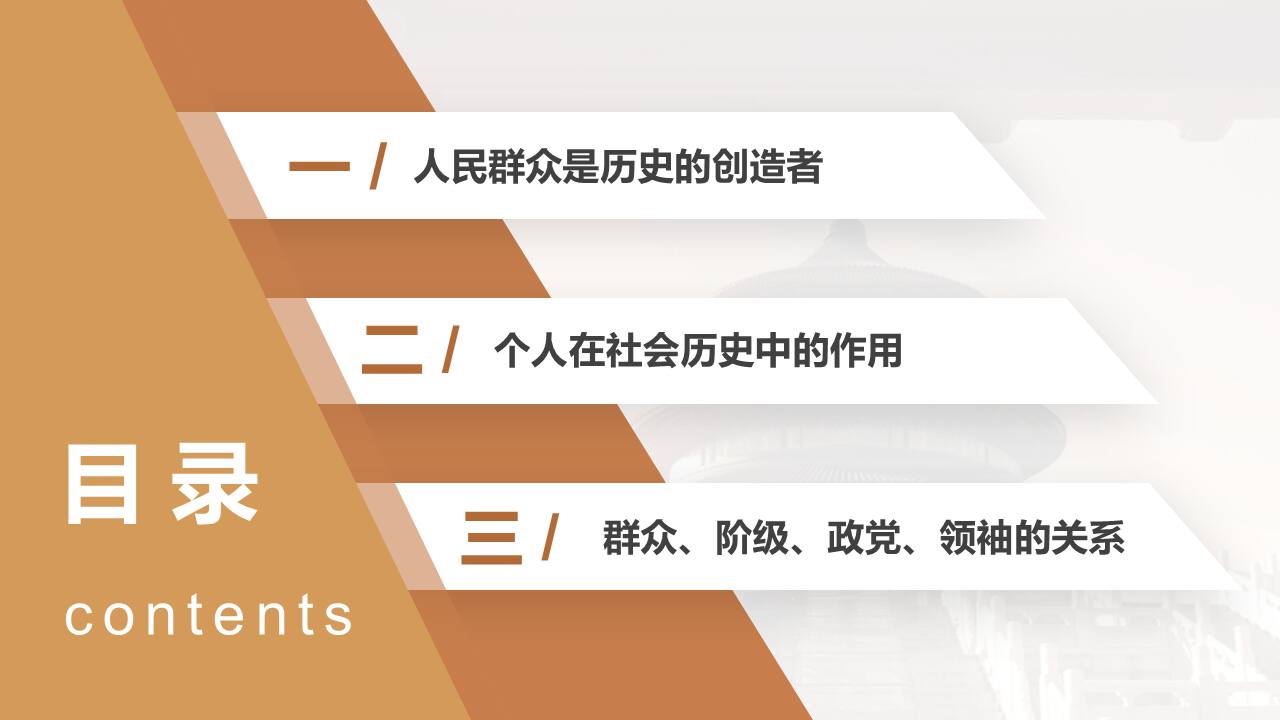 一/ 人民群众是历史的创造者
二/ 个人在社会历史中的作用
三/ 群众、阶级、政党、领袖的关系
目录
contents